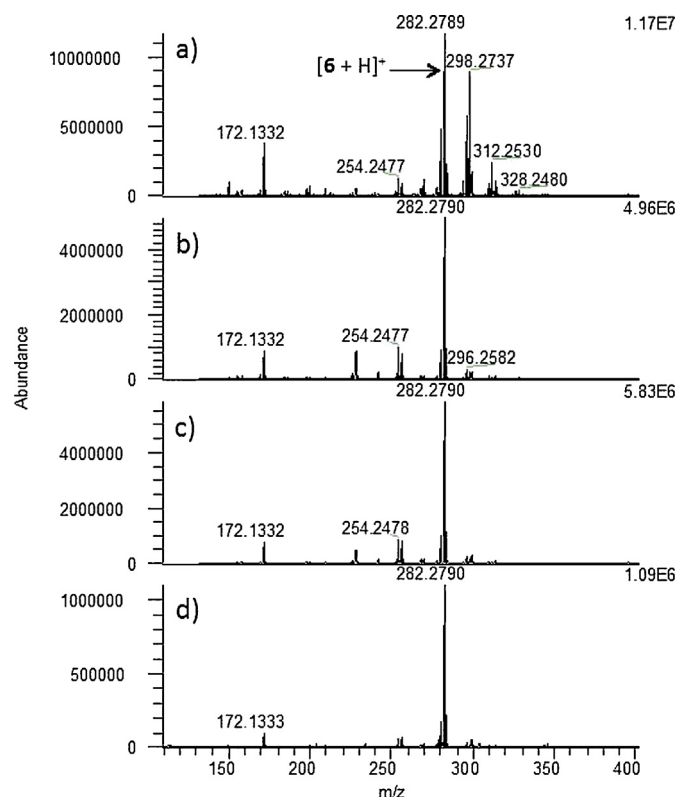 282.2789
1.17E7
a)
[6 + H]+
298.2737
10000000
172.1332
5000000
254.2477
312.2530
328.2480
0
282.2790
4.96E6
b)
4000000
2000000
172.1332
254.2477
296.2582
0
282.2790
5.83E6
c)
4000000
2000000
172.1332
254.2478
0
282.2790
1.09E6
d)
1000000
500000
172.1333
0
150 200 250 300 350 400
m/z
Abundance